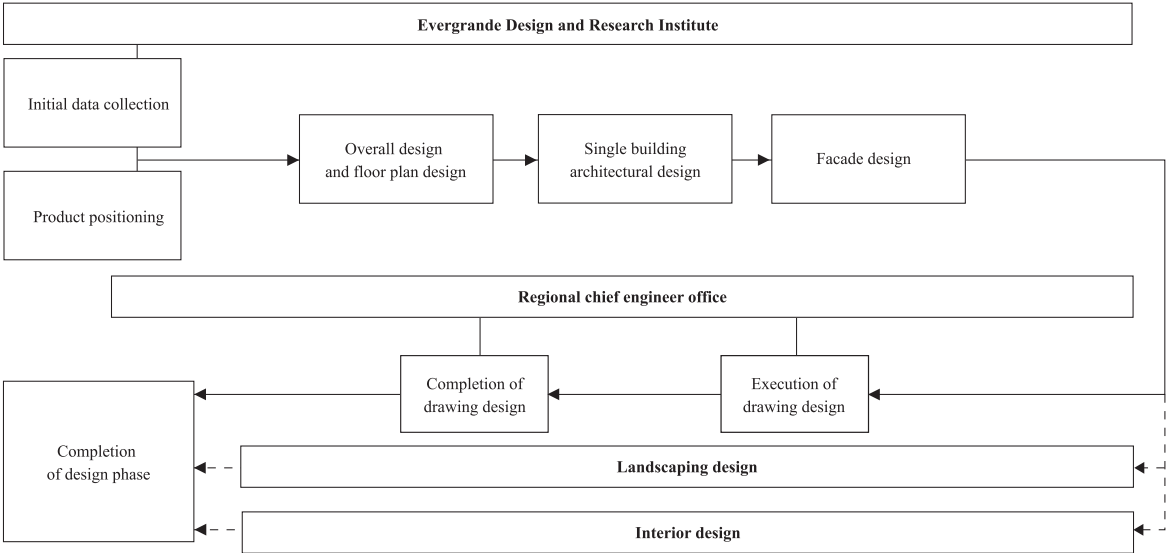 Evergrande Design and Research Institute
Initial data collection
Product positioning
Overall design
and floor plan design
Single building
architectural design
Facade design
Regional chief engineer office
Completion of
drawing design
Execution of
drawing design
Completion
of design phase
Landscaping design
Interior design